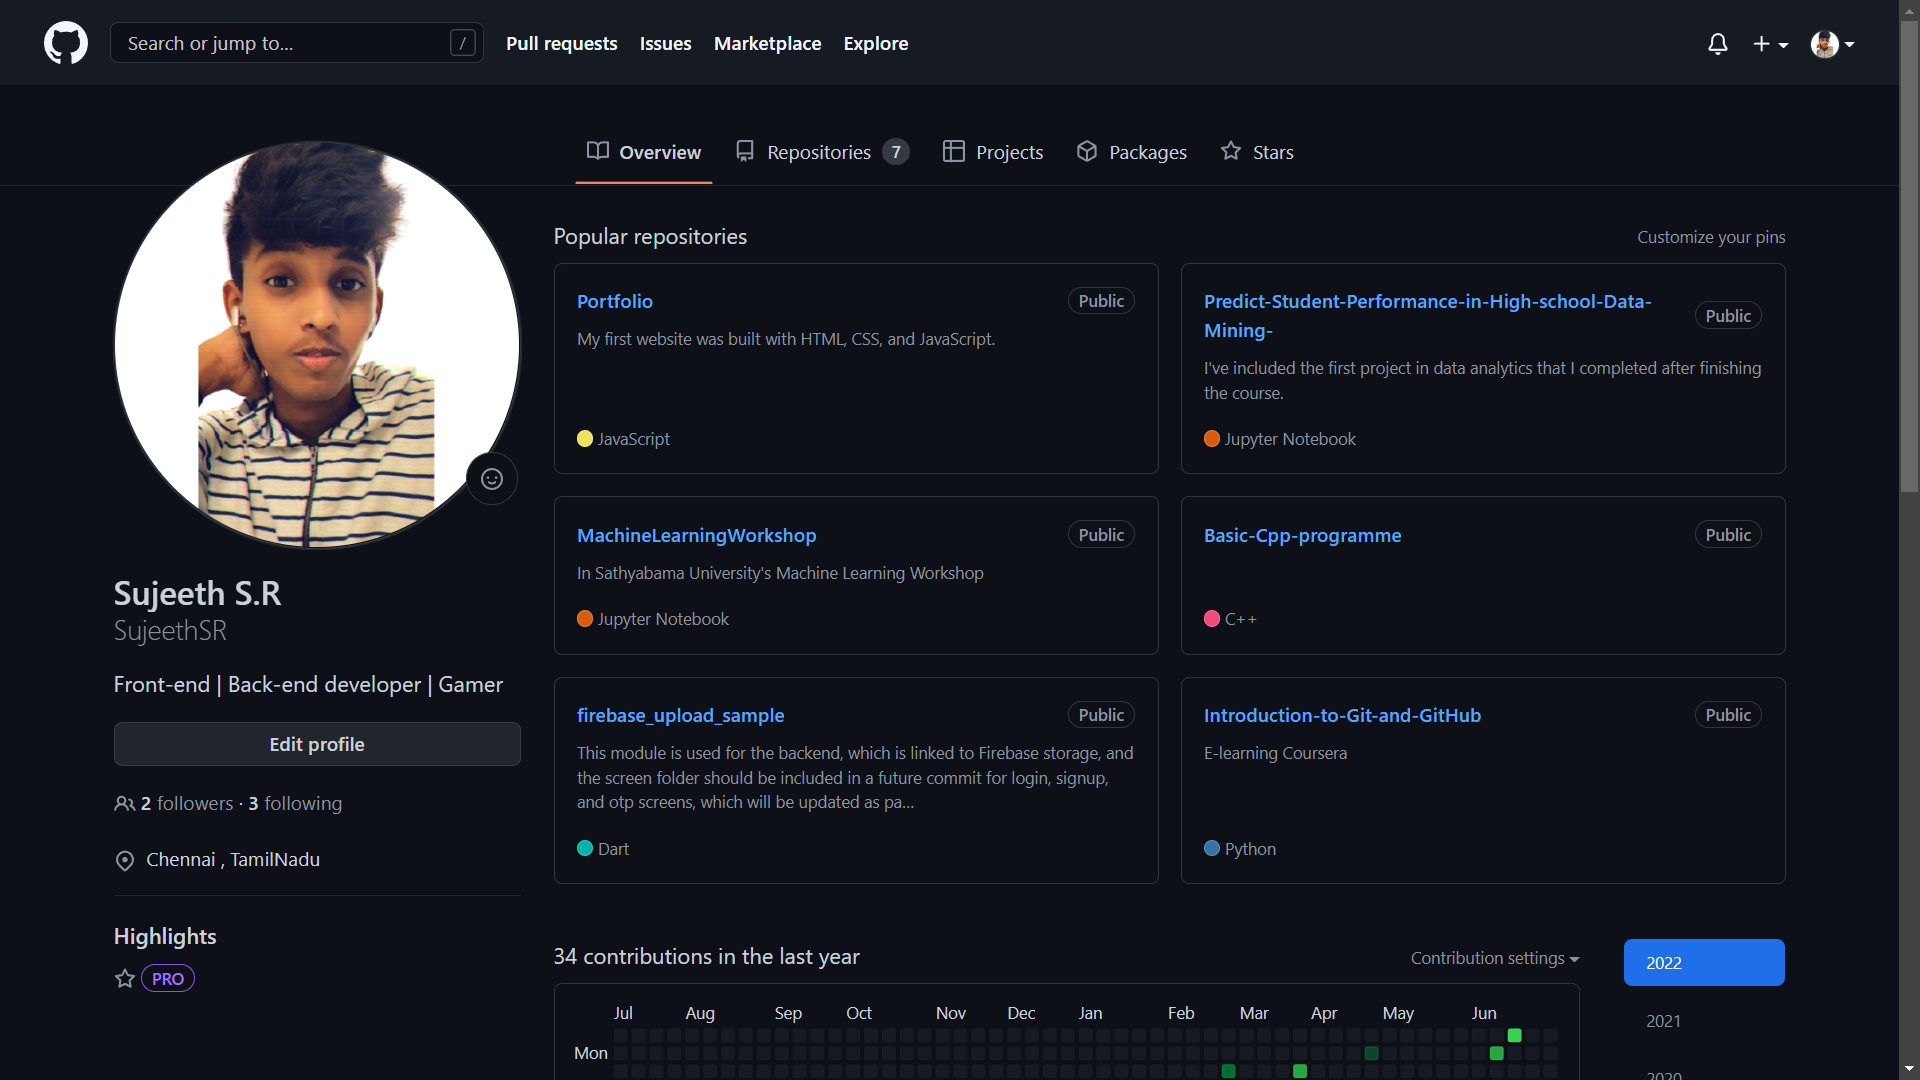 Search or jump to...
/
Pull requests
Issues
Marketplace
Explore
Overview
Repositories 7
Projects
Packages
Stars
Sujeeth S.R
SujeethSR
Front-end | Back-end developer | Gamer
Edit profile
2 followers · 3 following
Chennai , TamilNadu
Highlights
PRO
Popular repositories
Customize your pins
Portfolio
Public
My first website was built with HTML, CSS, and JavaScript.
JavaScript
Predict-Student-Performance-in-High-school-Data-
Mining-
Public
I've included the first project in data analytics that I completed after finishing
the course.
Jupyter Notebook
MachineLearningWorkshop
Public
In Sathyabama University's Machine Learning Workshop
Jupyter Notebook
Basic-Cpp-programme
Public
C++
firebase_upload_sample
Public
This module is used for the backend, which is linked to Firebase storage, and
the screen folder should be included in a future commit for login, signup,
and otp screens, which will be updated as pa...
Dart
Introduction-to-Git-and-GitHub
Public
E-learning Coursera
Python
34 contributions in the last year
Contribution settings
2022
2021
2020
Jul Aug Sep Oct Nov Dec Jan Feb Mar Apr May Jun
Mon